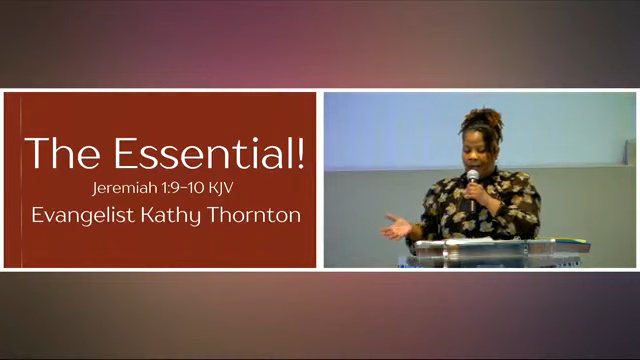 The Essential!
Jeremiah 1:9-10 KJV
Evangelist Kathy Thornton